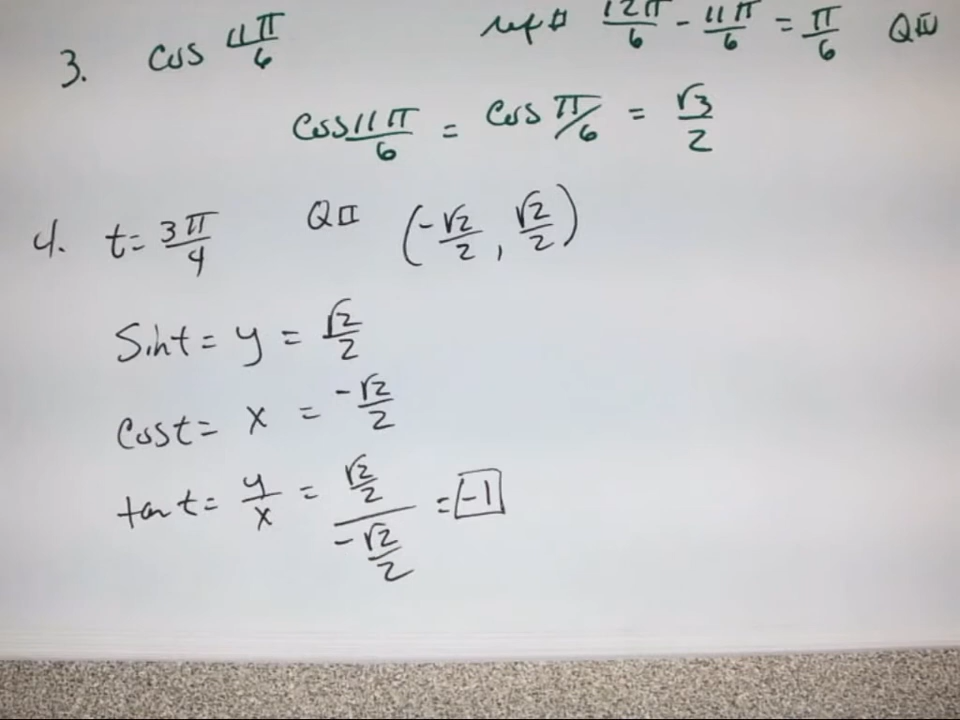 3. cos 11π/6 ref # 12π/6 - 11π/6 = π/6 QIV
cos 11π/6 = cos π/6 = √3/2
4. t = 3π/4 QII (-√2/2, √2/2)
Sin t = y = √2/2
cos t = x = -√2/2
tan t = y/x = (√2/2)/(-√2/2) = -1